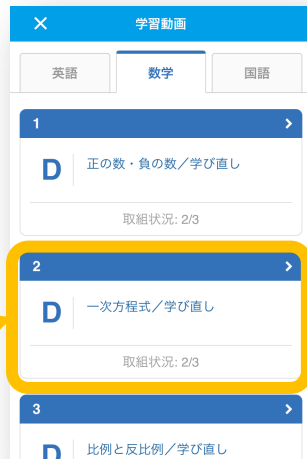 × 学習動画
英語 数学 国語
1 >
D 正の数・負の数／学び直し
取組状況: 2/3
2 >
D 一次方程式／学び直し
取組状況: 2/3
3 >
D 比例と反比例／学び直し